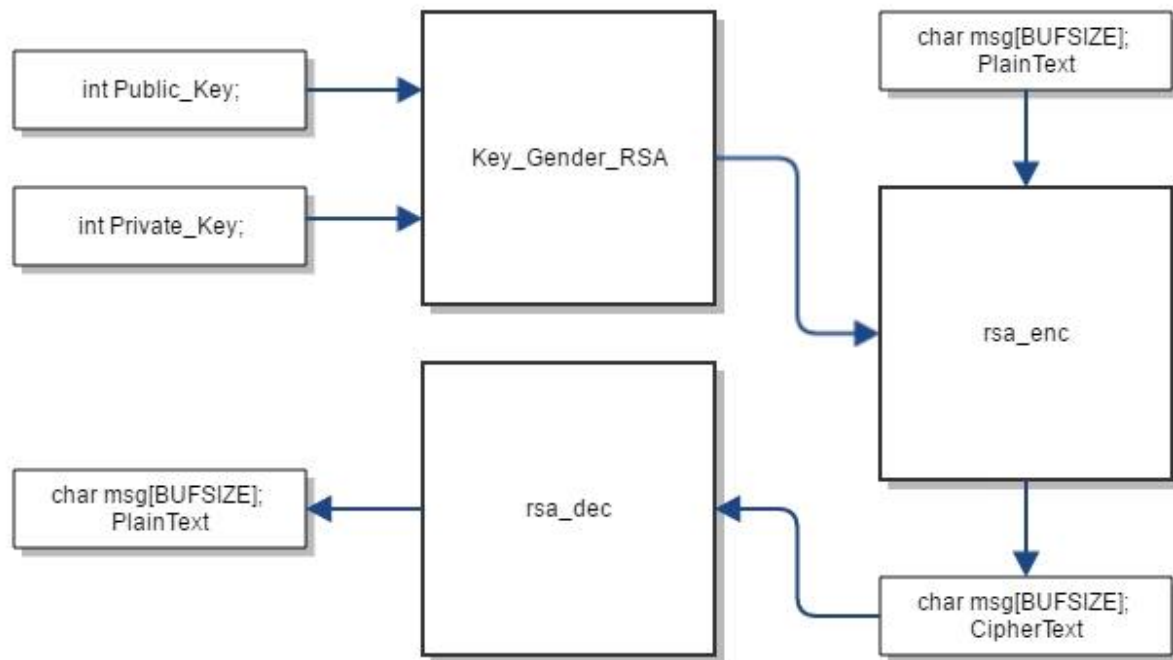 int Public_Key;
int Private_Key;
Key_Gender_RSA
char msg[BUFSIZE];
PlainText
rsa_enc
char msg[BUFSIZE];
CipherText
rsa_dec
char msg[BUFSIZE];
PlainText